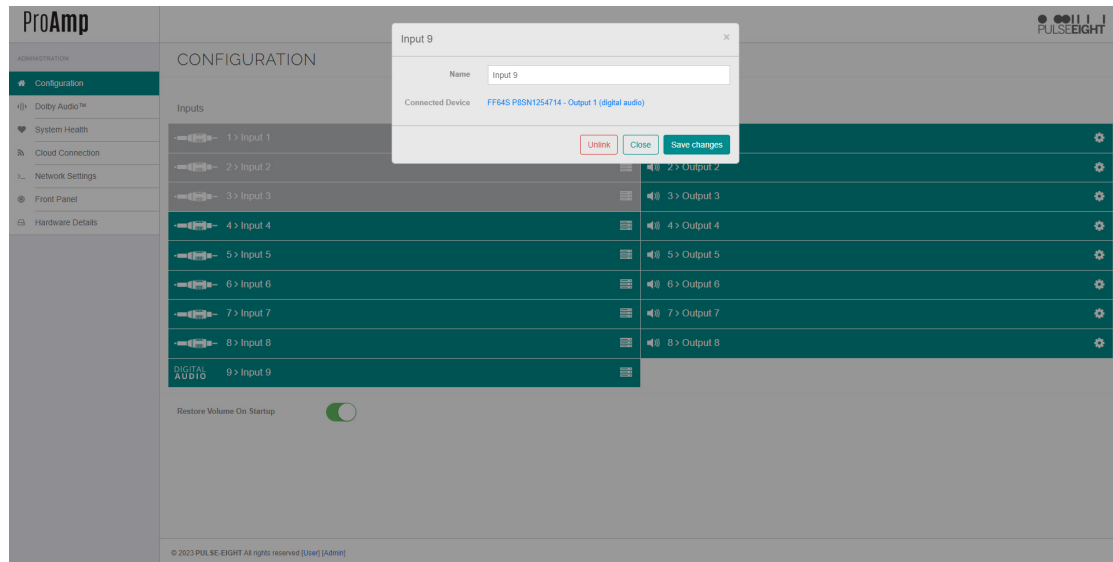 ProAmp
PULSEEIGHT
ADMINISTRATION
Configuration
Dolby Audio™
System Health
Cloud Connection
Network Settings
Front Panel
Hardware Details
CONFIGURATION
Input 9
×
Name
Input 9
Connected Device
FF64S P8SN1254714 - Output 1 (digital audio)
Unlink
Close
Save changes
Inputs
1 > Input 1
2 > Input 2
2 > Output 2
3 > Input 3
3 > Output 3
4 > Input 4
4 > Output 4
5 > Input 5
5 > Output 5
6 > Input 6
6 > Output 6
7 > Input 7
7 > Output 7
8 > Input 8
8 > Output 8
DIGITAL
AUDIO
9 > Input 9
Restore Volume On Startup
© 2023 PULSE-EIGHT All rights reserved [User] [Admin]